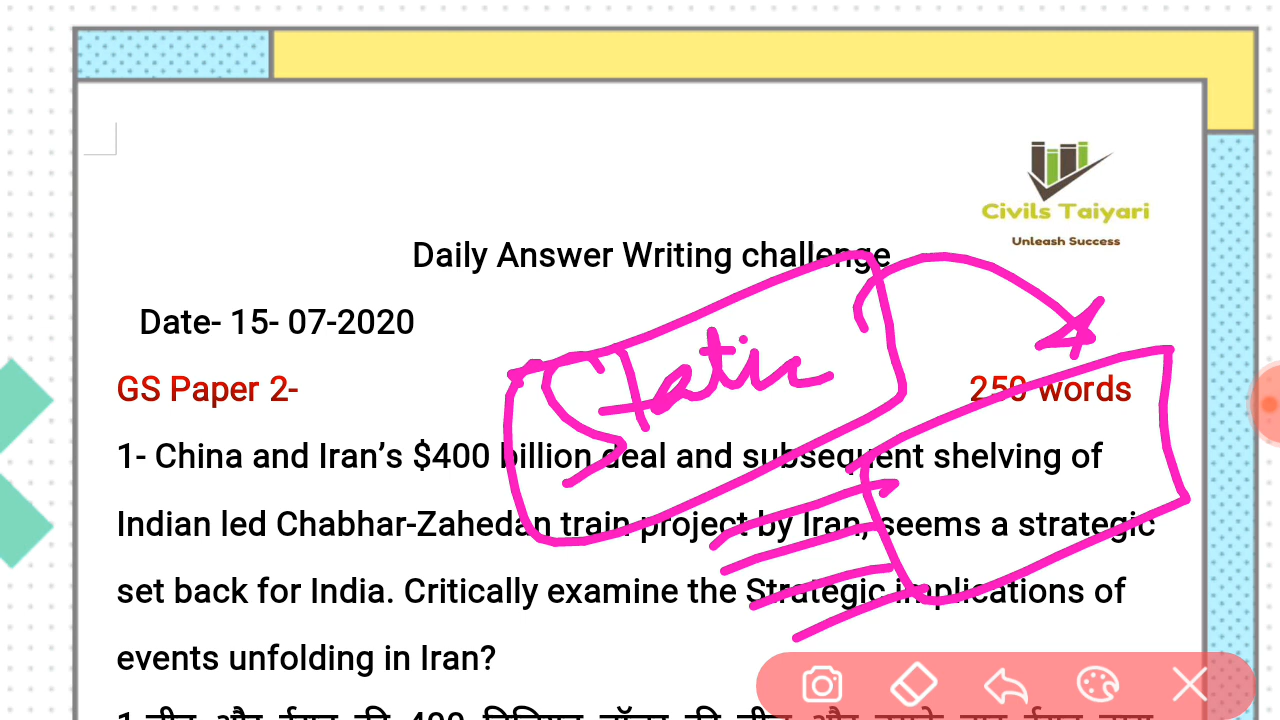 Civils Taiyari
Unleash Success
Daily Answer Writing challenge
Date- 15- 07-2020
Static
GS Paper 2-
250 words
1- China and Iran’s $400 billion deal and subsequent shelving of
Indian led Chabhar-Zahedan train project by Iran, seems a strategic
set back for India. Critically examine the Strategic implications of
events unfolding in Iran?